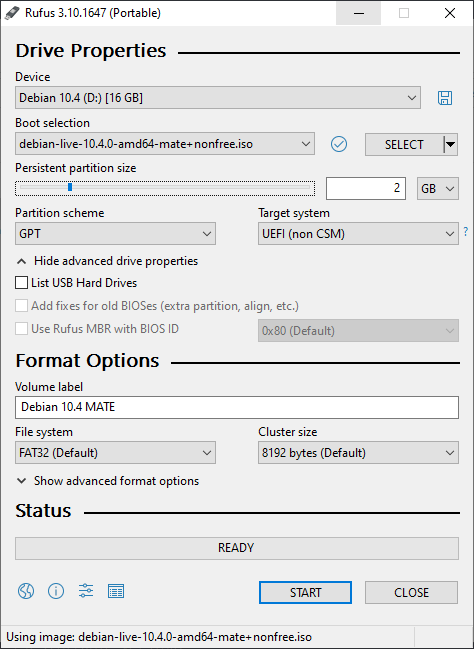 Rufus 3.10.1647 (Portable)
Drive Properties
Device
Debian 10.4 (D:) [16 GB]
Boot selection
debian-live-10.4.0-amd64-mate+nonfree.iso
SELECT
Persistent partition size
2
GB
Partition scheme
Target system
GPT
UEFI (non CSM)
?
Hide advanced drive properties
List USB Hard Drives
Add fixes for old BIOSes (extra partition, align, etc.)
Use Rufus MBR with BIOS ID
0x80 (Default)
Format Options
Volume label
Debian 10.4 MATE
File system
Cluster size
FAT32 (Default)
8192 bytes (Default)
Show advanced format options
Status
READY
START
CLOSE
Using image: debian-live-10.4.0-amd64-mate+nonfree.iso